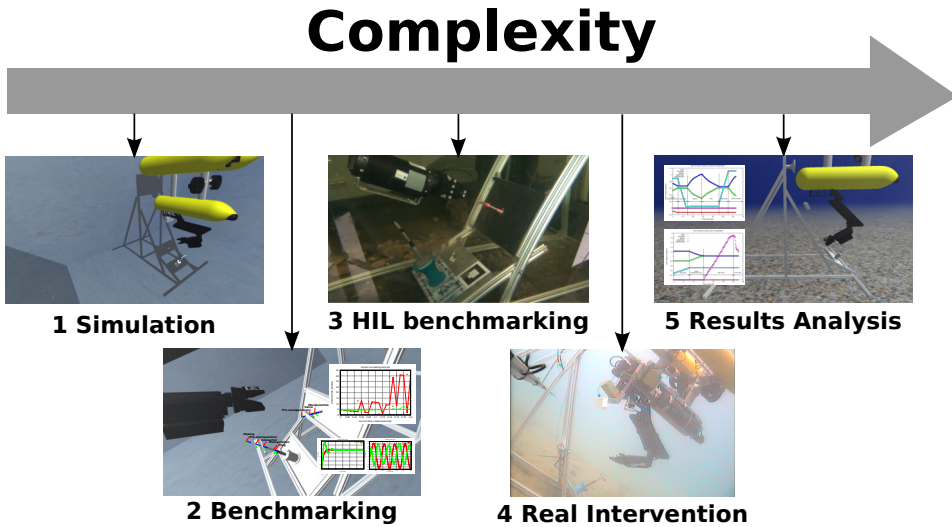 Complexity
1 Simulation
3 HIL benchmarking
5 Results Analysis
2 Benchmarking
4 Real Intervention